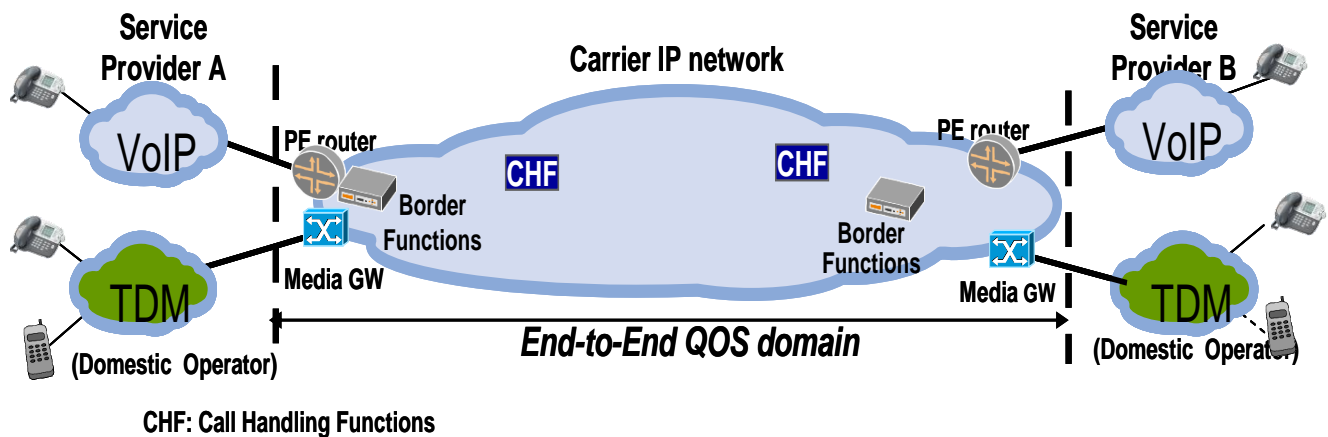 Service
Provider A
Carrier IP network
Service
Provider B
VoIP
PE router
CHF
CHF
PE router
VoIP
Border
Functions
Border
Functions
TDM
Media GW
Media GW
TDM
(Domestic Operator)
End-to-End QOS domain
(Domestic Operator)
CHF: Call Handling Functions